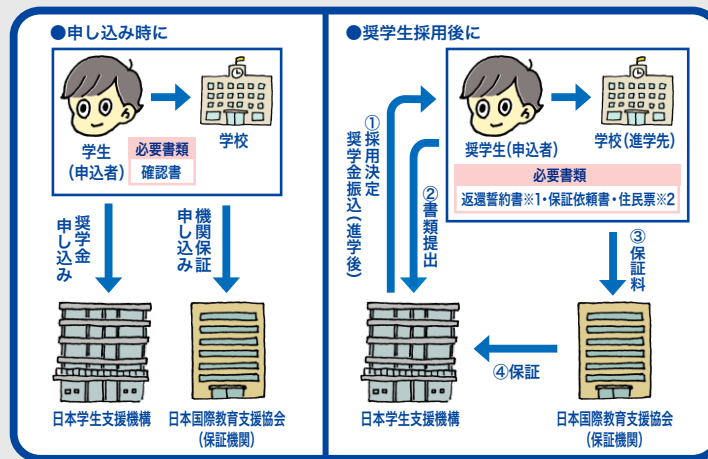 ●申し込み時に
学生
(申込者)
学校
必要書類
確認書
奨学金
申し込み
機関保証
申し込み
日本学生支援機構
日本国際教育支援協会
(保証機関)
●奨学生採用後に
奨学生(申込者)
学校(進学先)
必要書類
返還誓約書※1・保証依頼書・住民票※2
①採用決定
奨学金振込(進学後)
②書類提出
③保証料
④保証
日本学生支援機構
日本国際教育支援協会
(保証機関)